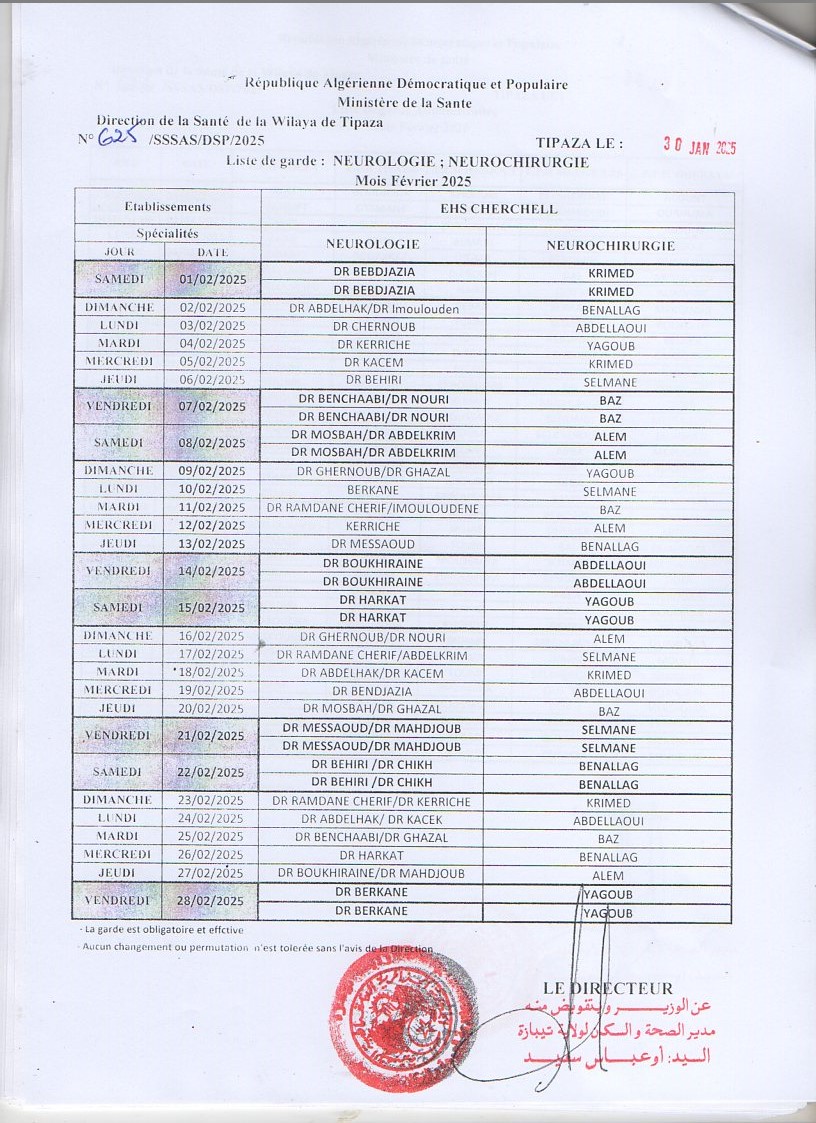 République Algérienne Démocratique et Populaire
Ministère de la Sante
Direction de la Santé de la Wilaya de Tipaza
N° 625 /SSSAS/DSP/2025
TIPAZA LE : 30 JAN 2025
Liste de garde : NEUROLOGIE ; NEUROCHIRURGIE
Mois Février 2025
Etablissements EHS CHERCHELL
Spécialités NEUROLOGIE NEUROCHIRURGIE
JOUR DATE
SAMEDI 01/02/2025 DR BEBDJAZIA KRIMED
DR BEBDJAZIA KRIMED
DIMANCHE 02/02/2025 DR ABDELHAK/DR Imoulouden BENALLAG
LUNDI 03/02/2025 DR CHERNOUB ABDELLAOUI
MARDI 04/02/2025 DR KERRICHE YAGOUB
MERCREDI 05/02/2025 DR KACEM KRIMED
JEUDI 06/02/2025 DR BEHIRI SELMANE
VENDREDI 07/02/2025 DR BENCHAABI/DR NOURI BAZ
DR BENCHAABI/DR NOURI BAZ
SAMEDI 08/02/2025 DR MOSBAH/DR ABDELKRIM ALEM
DR MOSBAH/DR ABDELKRIM ALEM
DIMANCHE 09/02/2025 DR GHERNOUB/DR GHAZAL YAGOUB
LUNDI 10/02/2025 BERKANE SELMANE
MARDI 11/02/2025 DR RAMDANE CHERIF/IMOULOUDENE BAZ
MERCREDI 12/02/2025 KERRICHE ALEM
JEUDI 13/02/2025 DR MESSAOUD BENALLAG
VENDREDI 14/02/2025 DR BOUKHIRAINE ABDELLAOUI
DR BOUKHIRAINE ABDELLAOUI
SAMEDI 15/02/2025 DR HARKAT YAGOUB
DR HARKAT YAGOUB
DIMANCHE 16/02/2025 DR GHERNOUB/DR NOURI ALEM
LUNDI 17/02/2025 DR RAMDANE CHERIF/ABDELKRIM SELMANE
MARDI 18/02/2025 DR ABDELHAK/DR KACEM KRIMED
MERCREDI 19/02/2025 DR BENDJAZIA ABDELLAOUI
JEUDI 20/02/2025 DR MOSBAH/DR GHAZAL BAZ
VENDREDI 21/02/2025 DR MESSAOUD/DR MAHDJOUB SELMANE
DR MESSAOUD/DR MAHDJOUB SELMANE
SAMEDI 22/02/2025 DR BEHIRI /DR CHIKH BENALLAG
DR BEHIRI /DR CHIKH BENALLAG
DIMANCHE 23/02/2025 DR RAMDANE CHERIF/DR KERRICHE KRIMED
LUNDI 24/02/2025 DR ABDELHAK/ DR KACEK ABDELLAOUI
MARDI 25/02/2025 DR BENCHAABI/DR GHAZAL BAZ
MERCREDI 26/02/2025 DR HARKAT BENALLAG
JEUDI 27/02/2025 DR BOUKHIRAINE/DR MAHDJOUB ALEM
VENDREDI 28/02/2025 DR BERKANE YAGOUB
DR BERKANE YAGOUB
- La garde est obligatoire et effctive
- Aucun changement ou permutation n'est tolerée sans l'avis de la Direction
LE DIRECTEUR
عن الوزير وبتفويض منه
مدير الصحة و السكان لولاية تيبازة
السيد: أوعباس سعيد